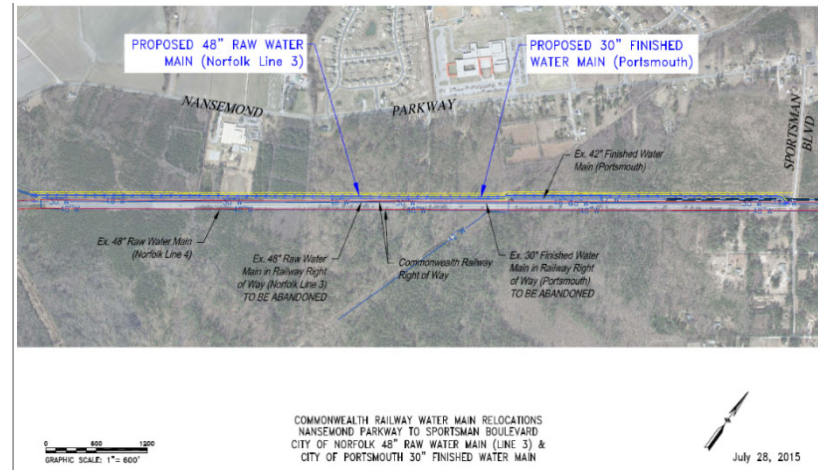 PROPOSED 48" RAW WATER
MAIN (Norfolk Line 3)
PROPOSED 30" FINISHED
WATER MAIN (Portsmouth)
NANSEMOND
PARKWAY
SPORTSMAN
BLVD
Ex. 42" Finished Water
Main (Portsmouth)
Ex. 48" Raw Water Main
(Norfolk Line 4)
Ex. 48" Raw Water
Main in Railway Right
of Way (Norfolk Line 3)
TO BE ABANDONED
Commonwealth Railway
Right of Way
Ex. 30" Finished Water
Main in Railway Right
of Way (Portsmouth)
TO BE ABANDONED
0 600 1200
GRAPHIC SCALE: 1"= 600'
COMMONWEALTH RAILWAY WATER MAIN RELOCATIONS
NANSEMOND PARKWAY TO SPORTSMAN BOULEVARD
CITY OF NORFOLK 48" RAW WATER MAIN (LINE 3) &
CITY OF PORTSMOUTH 30" FINISHED WATER MAIN
July 28, 2015